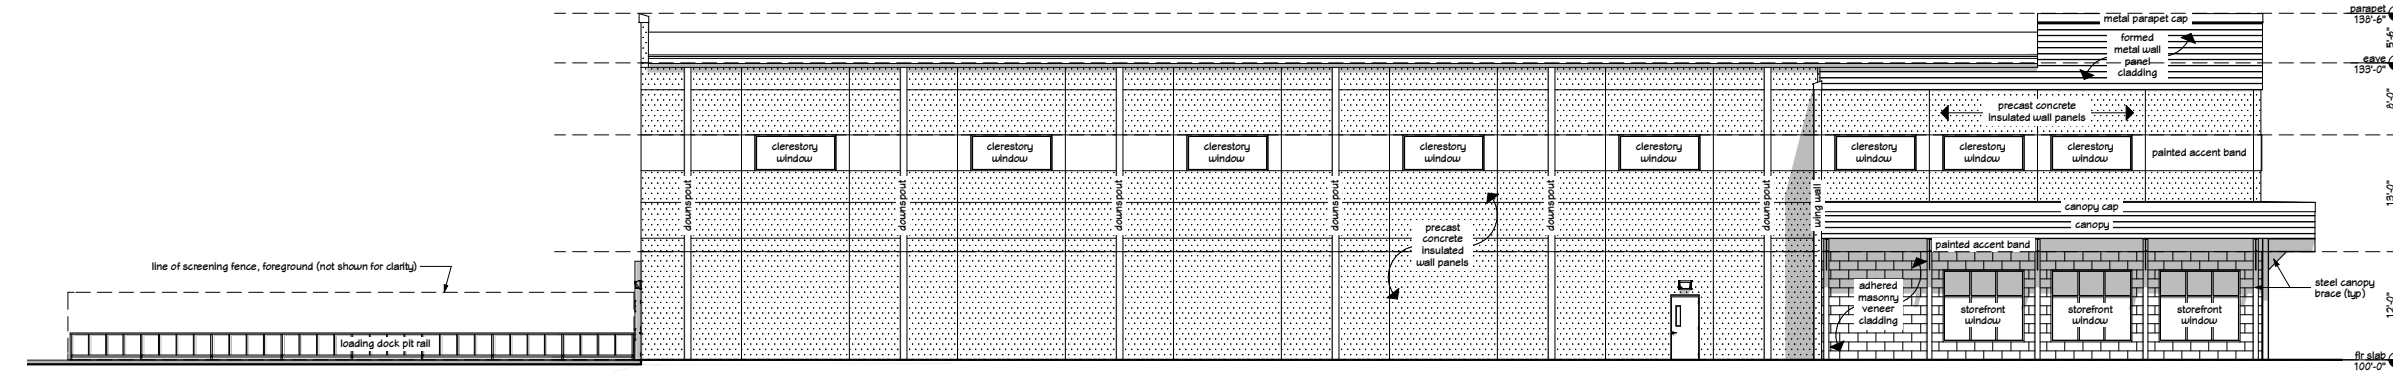 parapet
138'-6"
metal parapet cap
formed
metal wall
panel
cladding
5'-6"
eave
133'-0"
8'-0"
precast concrete
insulated wall panels
clerestory
window
clerestory
window
clerestory
window
clerestory
window
clerestory
window
clerestory
window
clerestory
window
clerestory
window
painted accent band
downspout
downspout
downspout
downspout
downspout
downspout
wing wall
13'-0"
canopy cap
canopy
precast
concrete
insulated
wall panels
painted accent band
line of screening fence, foreground (not shown for clarity)
adhered
masonry
veneer
cladding
steel canopy
brace (typ)
storefront
window
storefront
window
storefront
window
12'-0"
loading dock pit rail
flr slab
100'-0"